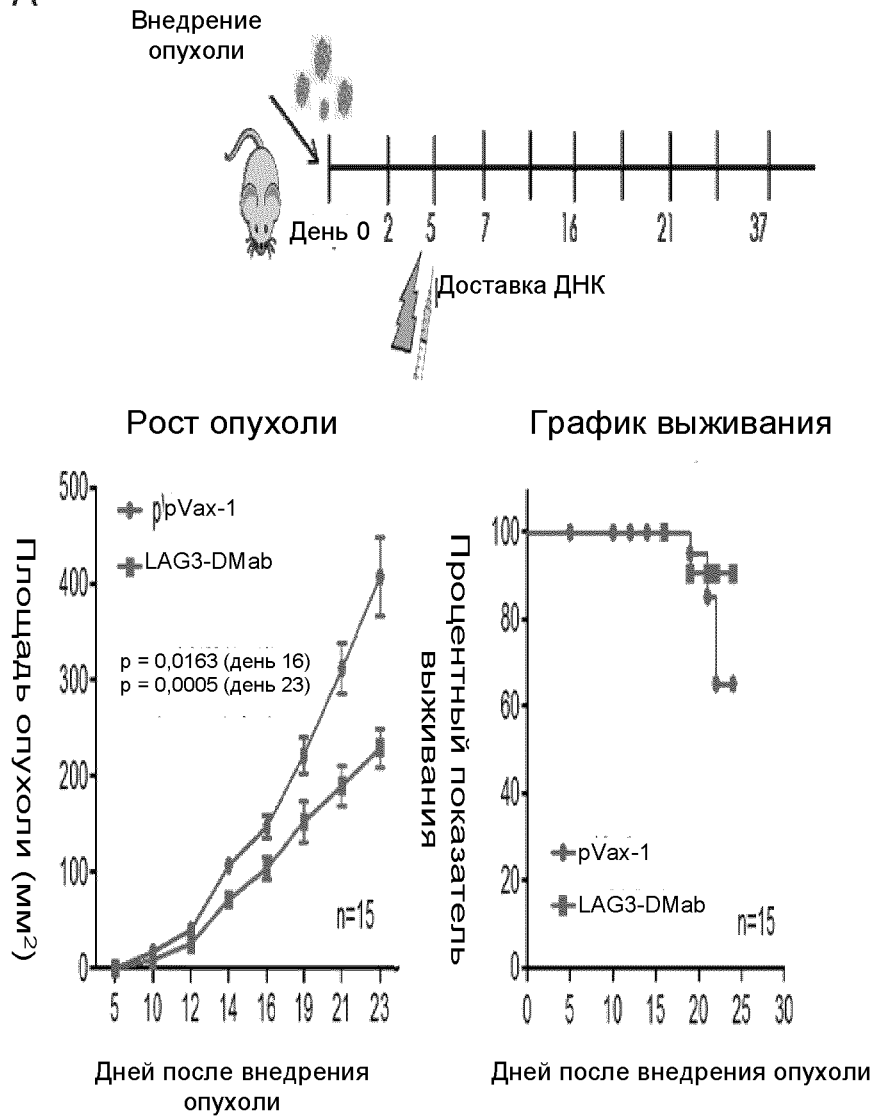 Внедрение
опухоли
День 0 2 5 7 16 21 37
Доставка ДНК
Рост опухоли
График выживания
Площадь опухоли (мм²)
500
400
300
200
100
0
pVax-1
LAG3-DMab
p = 0,0163 (день 16)
p = 0,0005 (день 23)
n=15
5 10 12 14 16 19 21 23
Дней после внедрения
опухоли
Процентный показатель
выживания
100
80
60
40
20
0
pVax-1
LAG3-DMab
n=15
0 5 10 15 20 25 30
Дней после внедрения опухоли